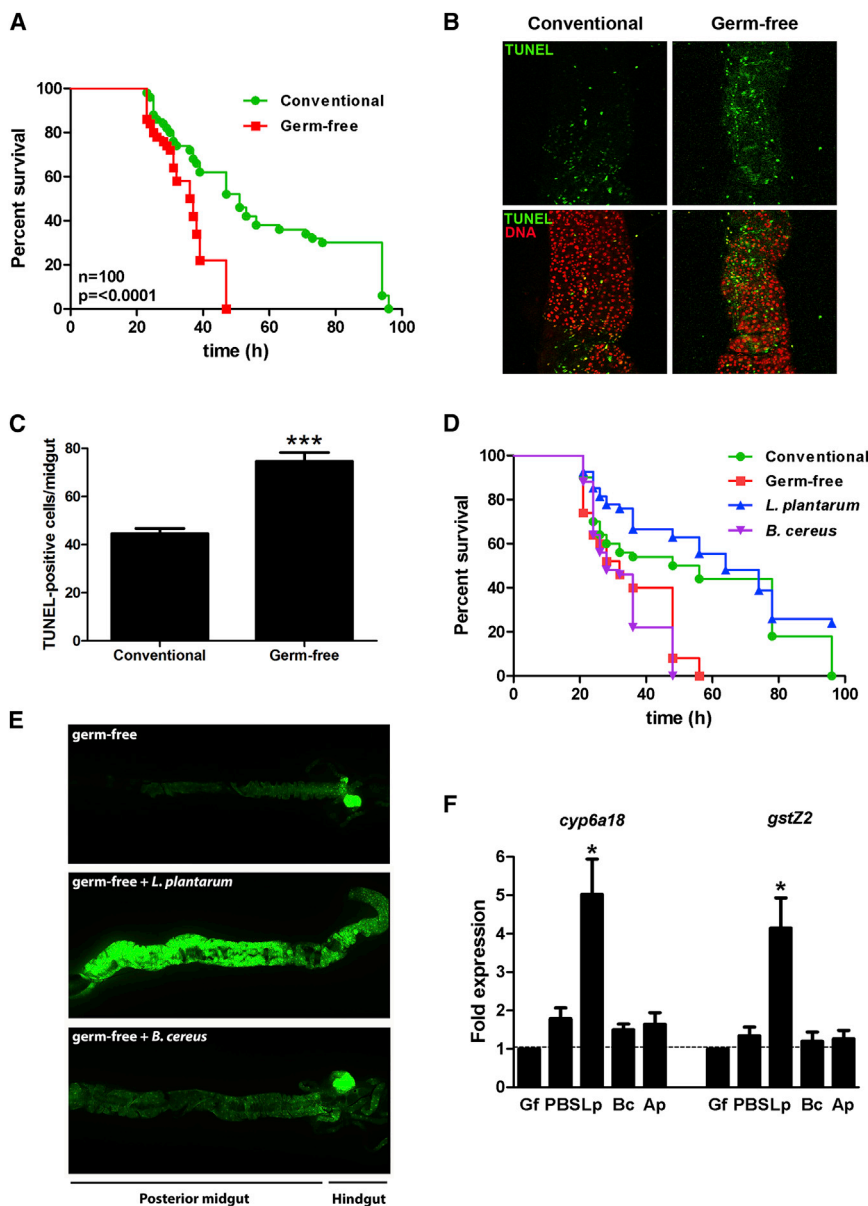 A
100
80
60
40
20
0
Percent survival
Conventional
Germ-free
n=100
p=<0.0001
0 20 40 60 80 100
time (h)
B
Conventional Germ-free
TUNEL
TUNEL
DNA
C
80
60
40
20
0
TUNEL-positive cells/midgut
***
Conventional Germ-free
D
100
80
60
40
20
0
Percent survival
Conventional
Germ-free
L. plantarum
B. cereus
0 20 40 60 80 100
time (h)
E
germ-free
germ-free + L. plantarum
germ-free + B. cereus
Posterior midgut Hindgut
F
cyp6a18 gstZ2
6
5
4
3
2
1
0
Fold expression
* *
Gf PBS Lp Bc Ap Gf PBS Lp Bc Ap